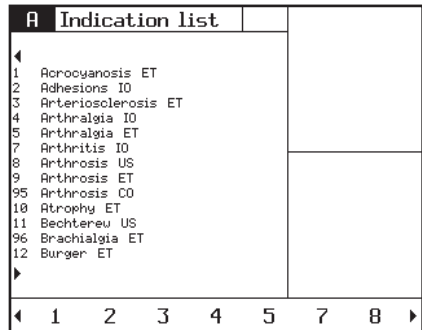 A Indication list
1 Acrocyanosis ET
2 Adhesions IO
3 Arteriosclerosis ET
4 Arthralgia IO
5 Arthralgia ET
7 Arthritis IO
8 Arthrosis US
9 Arthrosis ET
95 Arthrosis CO
10 Atrophy ET
11 Bechterew US
96 Brachialgia ET
12 Burger ET
1 2 3 4 5 7 8